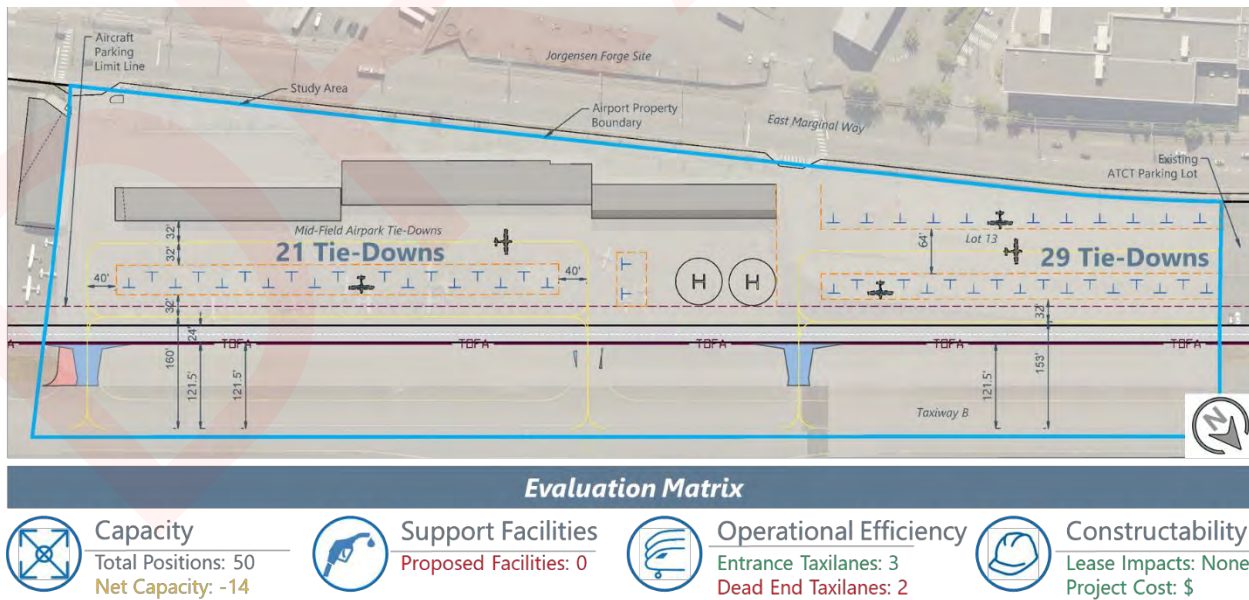 Aircraft
Parking
Limit Line
Study Area
Jorgensen Forge Site
Airport Property
Boundary
East Marginal Way
Existing
ATCT Parking Lot
32'
32'
Mid-Field Airpark Tie-Downs
21 Tie-Downs
40'
40'
32'
H
H
Lot 13
64'
29 Tie-Downs
32'
24'
160'
121.5'
121.5'
TOFA
TOFA
TOFA
TOFA
TOFA
121.5'
153'
Taxiway B
N
Evaluation Matrix
Capacity
Total Positions: 50
Net Capacity: -14
Support Facilities
Proposed Facilities: 0
Operational Efficiency
Entrance Taxilanes: 3
Dead End Taxilanes: 2
Constructability
Lease Impacts: None
Project Cost: $